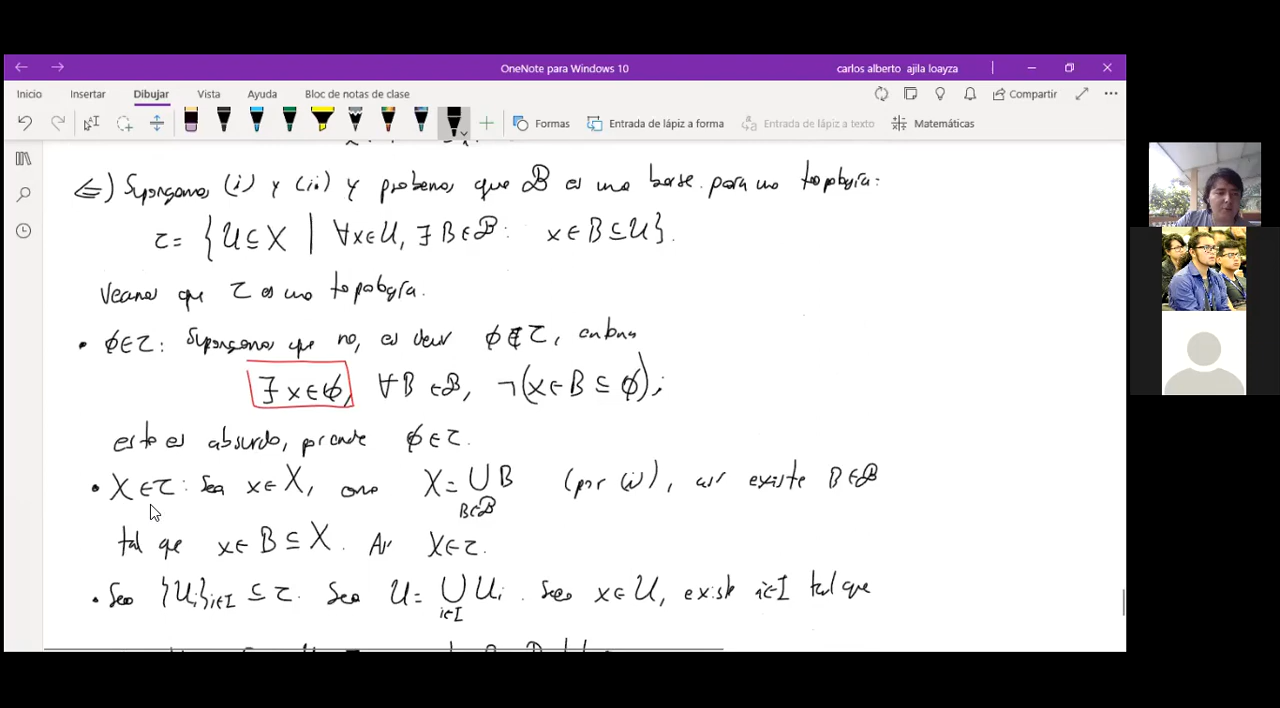 OneNote para Windows 10
carlos alberto ajila loayza
Inicio Insertar Dibujar Vista Ayuda Bloc de notas de clase
Compartir
Formas Entrada de lápiz a forma Entrada de lápiz a texto Matemáticas
⇐) Supongamos (i) y (ii) y probemos que ℬ es una base para una topología:
τ = {U ⊆ X | ∀x∈U, ∃ B∈ℬ: x∈B⊆U}.
Veamos que τ es una topología.
• ∅∈τ: Supongamos que no, es decir ∅∉τ, entonces
∃ x∈∅, ∀B∈ℬ, ¬(x∈B⊆∅);
esto es absurdo, por ende ∅∈τ.
• X∈τ: Sea x∈X, como X = ∪ B (por (i)), así existe B∈ℬ
B∈ℬ
tal que x∈B⊆X. Así X∈τ.
• Sea {Ui}i∈I ⊆ τ. Sea U = ∪ Ui. Sea x∈U, existe i∈I tal que
i∈I